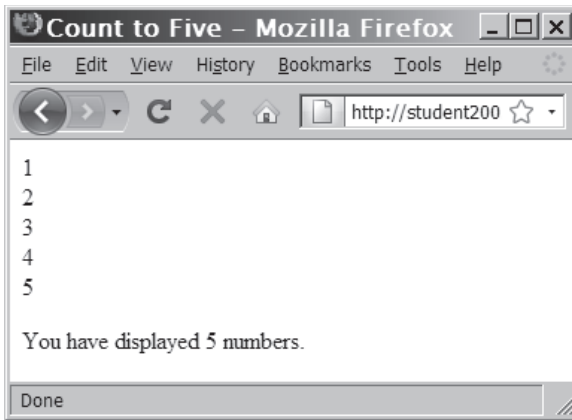 Count to Five – Mozilla Firefox
File Edit View History Bookmarks Tools Help
http://student200
1
2
3
4
5
You have displayed 5 numbers.
Done